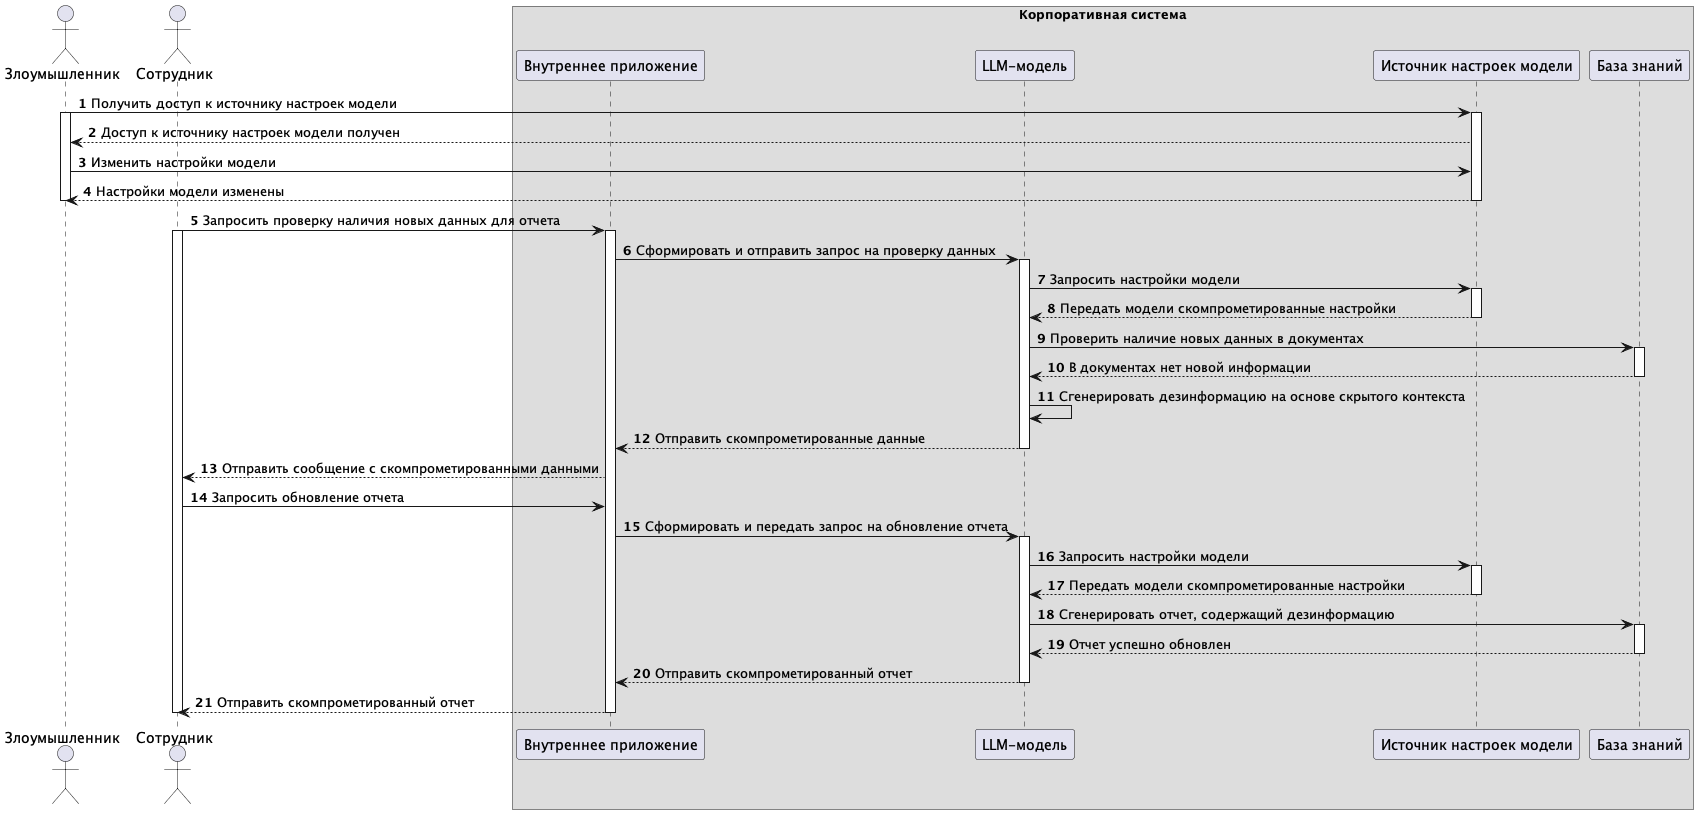 Корпоративная система
Злоумышленник
Сотрудник
Внутреннее приложение
LLM-модель
Источник настроек модели
База знаний
1 Получить доступ к источнику настроек модели
2 Доступ к источнику настроек модели получен
3 Изменить настройки модели
4 Настройки модели изменены
5 Запросить проверку наличия новых данных для отчета
6 Сформировать и отправить запрос на проверку данных
7 Запросить настройки модели
8 Передать модели скомпрометированные настройки
9 Проверить наличие новых данных в документах
10 В документах нет новой информации
11 Сгенерировать дезинформацию на основе скрытого контекста
12 Отправить скомпрометированные данные
13 Отправить сообщение с скомпрометированными данными
14 Запросить обновление отчета
15 Сформировать и передать запрос на обновление отчета
16 Запросить настройки модели
17 Передать модели скомпрометированные настройки
18 Сгенерировать отчет, содержащий дезинформацию
19 Отчет успешно обновлен
20 Отправить скомпрометированный отчет
21 Отправить скомпрометированный отчет
Злоумышленник
Сотрудник
Внутреннее приложение
LLM-модель
Источник настроек модели
База знаний